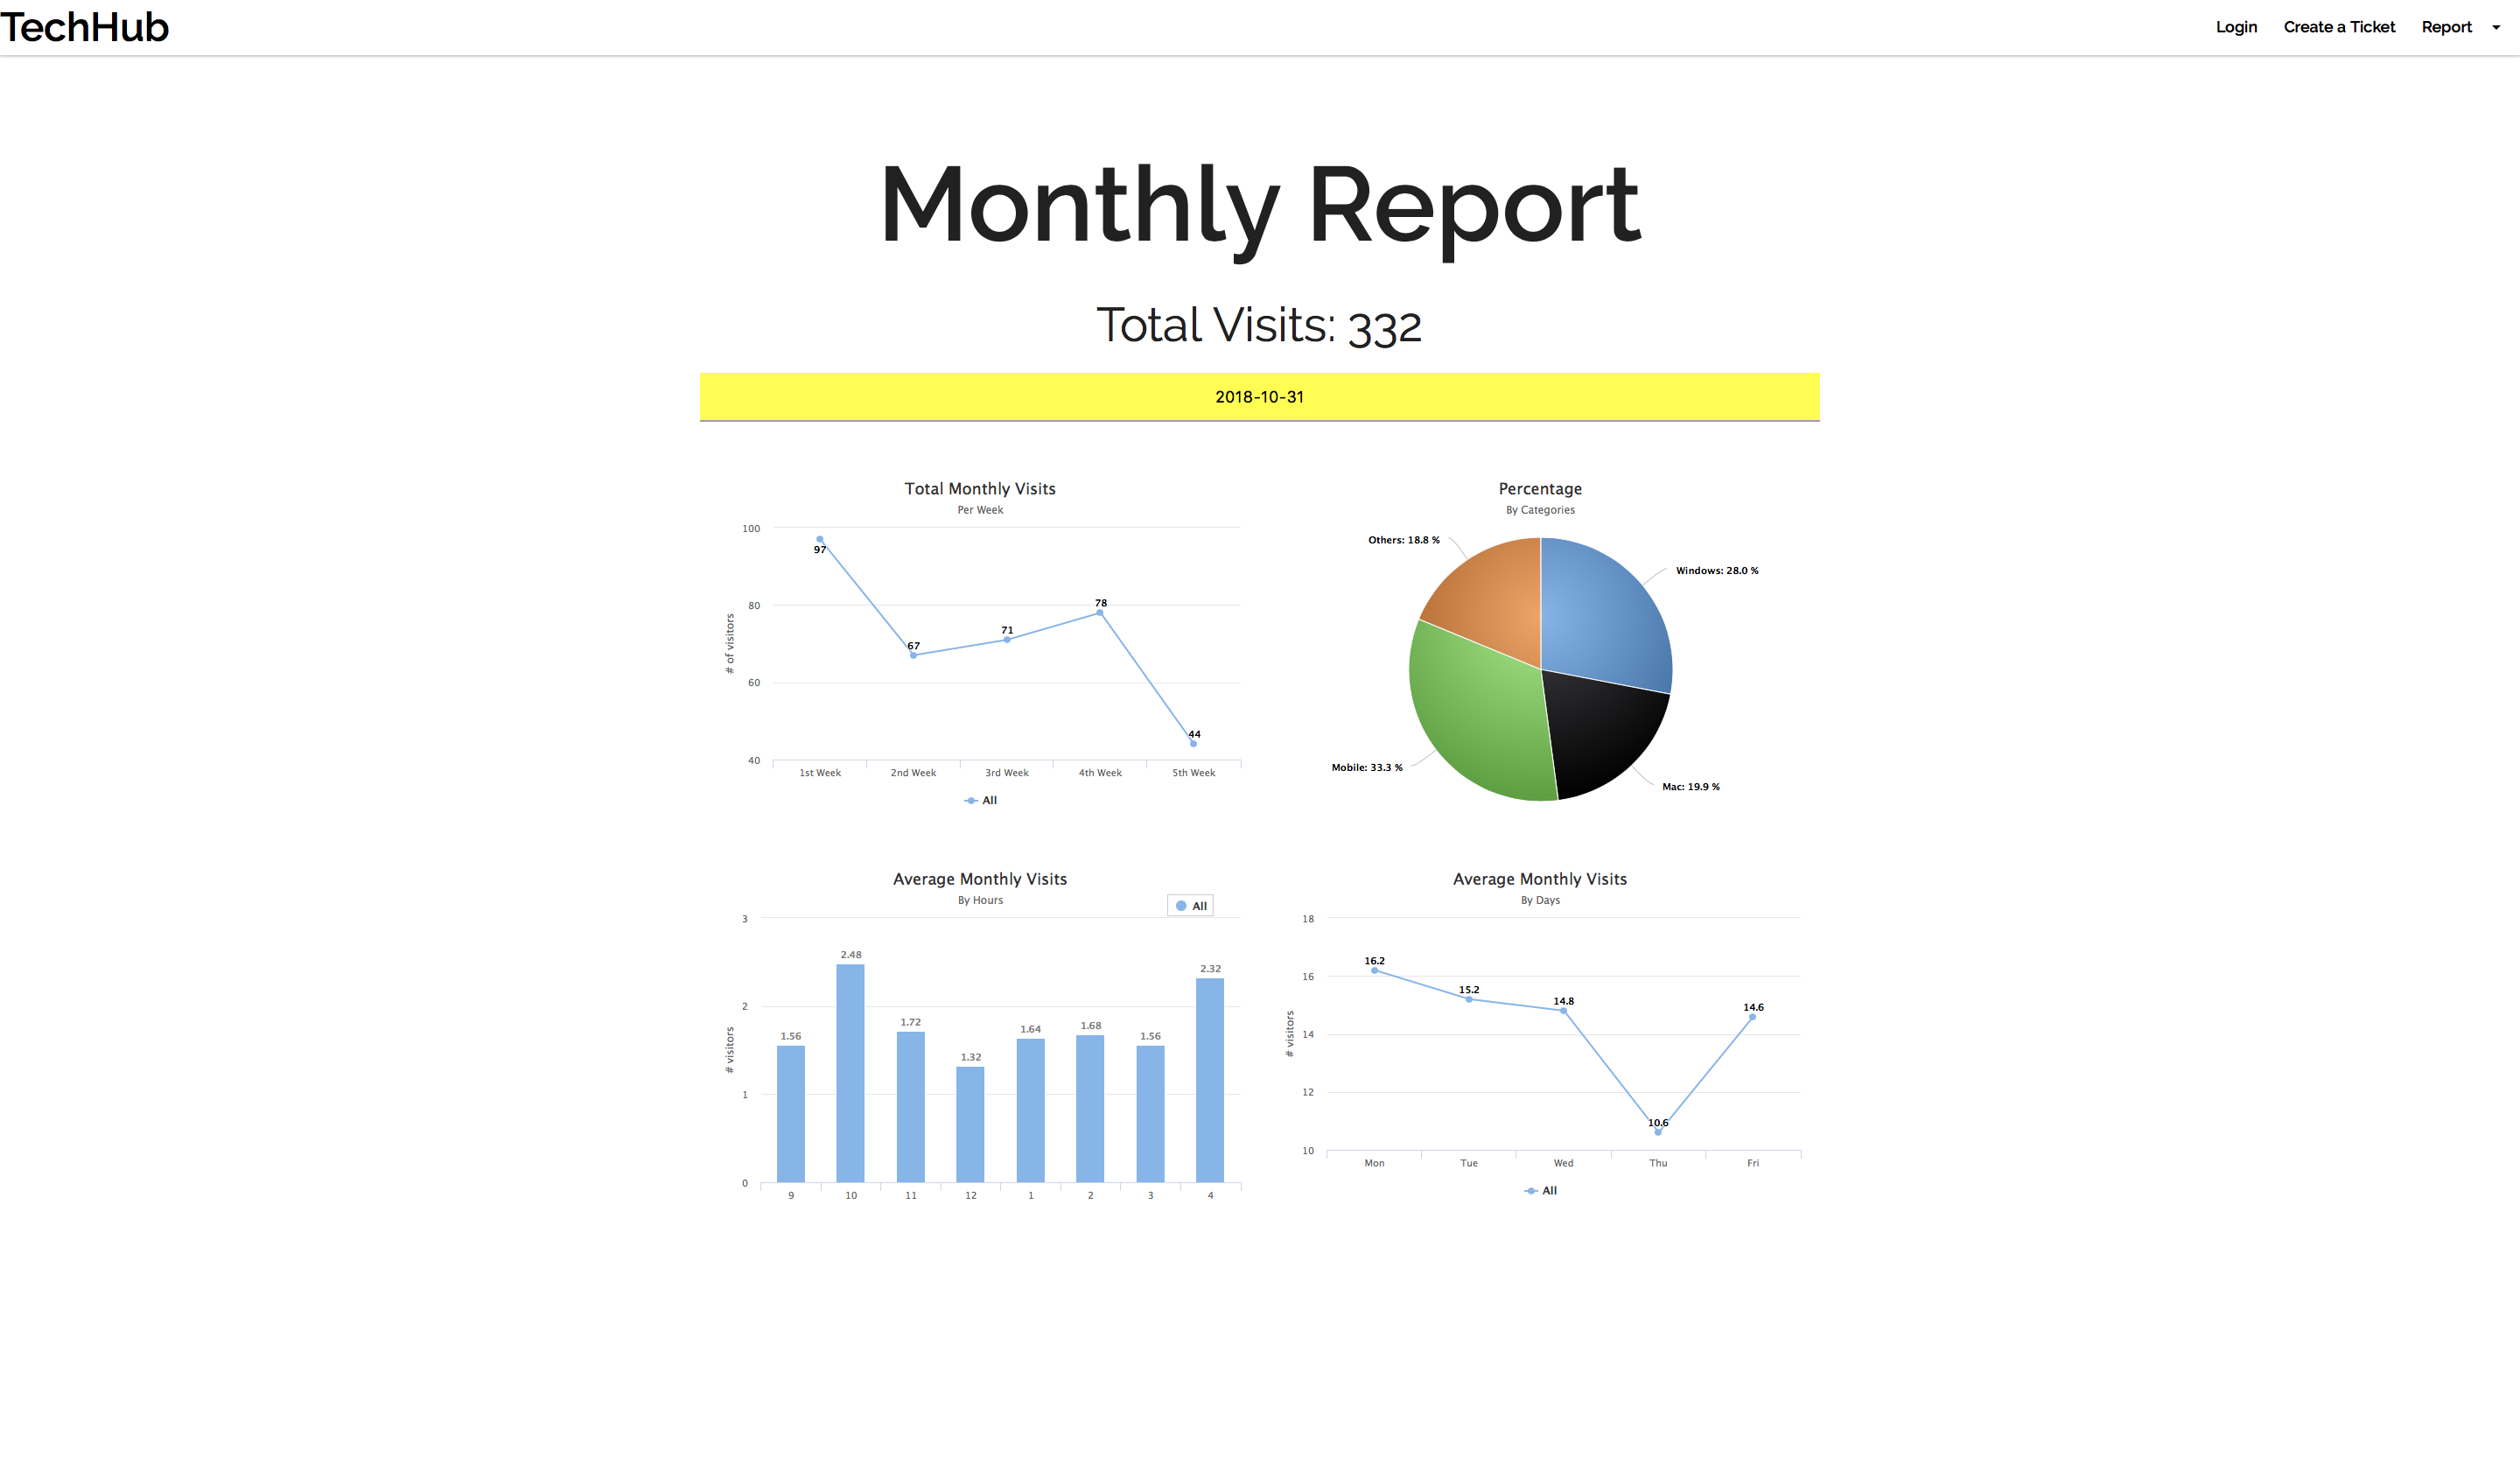 TechHub
Login Create a Ticket Report
Monthly Report
Total Visits: 332
2018-10-31
Total Monthly Visits
Per Week
# of visitors
100
80
60
40
97
67
71
78
44
1st Week 2nd Week 3rd Week 4th Week 5th Week
All
Percentage
By Categories
Others: 18.8 %
Windows: 28.0 %
Mobile: 33.3 %
Mac: 19.9 %
Average Monthly Visits
By Hours
All
# visitors
3
2
1
0
1.56
2.48
1.72
1.32
1.64
1.68
1.56
2.32
9 10 11 12 1 2 3 4
Average Monthly Visits
By Days
# visitors
18
16
14
12
10
16.2
15.2
14.8
10.6
14.6
Mon Tue Wed Thu Fri
All